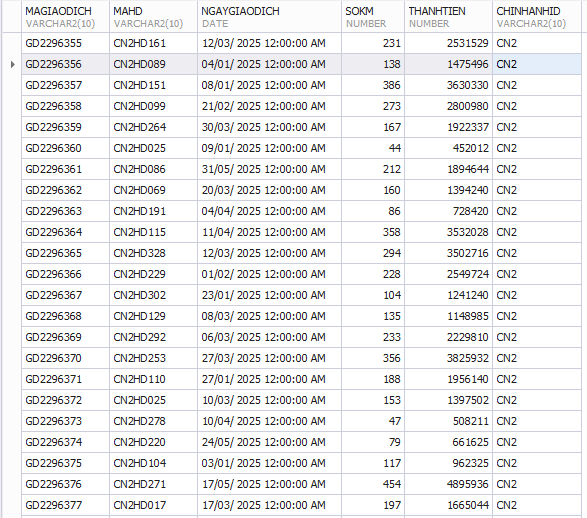 MAGIAODICH MAHD NGAYGIAODICH SOKM THANHTIEN CHINHANHID
VARCHAR2(10) VARCHAR2(10) DATE NUMBER NUMBER VARCHAR2(10)
GD2296355 CN2HD161 12/03/ 2025 12:00:00 AM 231 2531529 CN2
GD2296356 CN2HD089 04/01/ 2025 12:00:00 AM 138 1475496 CN2
GD2296357 CN2HD151 08/01/ 2025 12:00:00 AM 386 3630330 CN2
GD2296358 CN2HD099 21/02/ 2025 12:00:00 AM 273 2800980 CN2
GD2296359 CN2HD264 30/03/ 2025 12:00:00 AM 167 1922337 CN2
GD2296360 CN2HD025 09/01/ 2025 12:00:00 AM 44 452012 CN2
GD2296361 CN2HD086 31/05/ 2025 12:00:00 AM 212 1894644 CN2
GD2296362 CN2HD069 20/03/ 2025 12:00:00 AM 160 1394240 CN2
GD2296363 CN2HD191 04/04/ 2025 12:00:00 AM 86 728420 CN2
GD2296364 CN2HD115 11/04/ 2025 12:00:00 AM 358 3532028 CN2
GD2296365 CN2HD328 12/03/ 2025 12:00:00 AM 294 3502716 CN2
GD2296366 CN2HD229 01/02/ 2025 12:00:00 AM 228 2549724 CN2
GD2296367 CN2HD302 23/01/ 2025 12:00:00 AM 104 1241240 CN2
GD2296368 CN2HD129 08/03/ 2025 12:00:00 AM 135 1148985 CN2
GD2296369 CN2HD292 06/03/ 2025 12:00:00 AM 233 2229810 CN2
GD2296370 CN2HD253 27/03/ 2025 12:00:00 AM 356 3825932 CN2
GD2296371 CN2HD110 27/01/ 2025 12:00:00 AM 188 1956140 CN2
GD2296372 CN2HD025 10/03/ 2025 12:00:00 AM 153 1397502 CN2
GD2296373 CN2HD278 10/04/ 2025 12:00:00 AM 47 508211 CN2
GD2296374 CN2HD220 24/05/ 2025 12:00:00 AM 79 661625 CN2
GD2296375 CN2HD104 03/01/ 2025 12:00:00 AM 117 962325 CN2
GD2296376 CN2HD271 17/05/ 2025 12:00:00 AM 454 4895936 CN2
GD2296377 CN2HD017 17/03/ 2025 12:00:00 AM 197 1665044 CN2